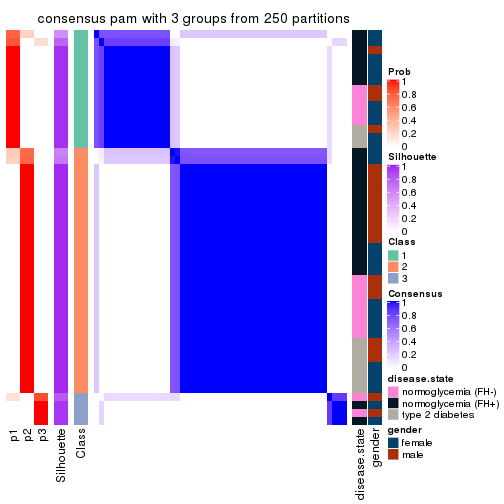 consensus pam with 3 groups from 250 partitions
Prob
1
0.8
0.6
0.4
0.2
0
Silhouette
1
0.8
0.6
0.4
0.2
0
Class
1
2
3
Consensus
1
0.8
0.6
0.4
0.2
0
disease.state
normoglycemia (FH-)
normoglycemia (FH+)
type 2 diabetes
gender
female
male
p1
p2
p3
Silhouette
Class
disease.state
gender